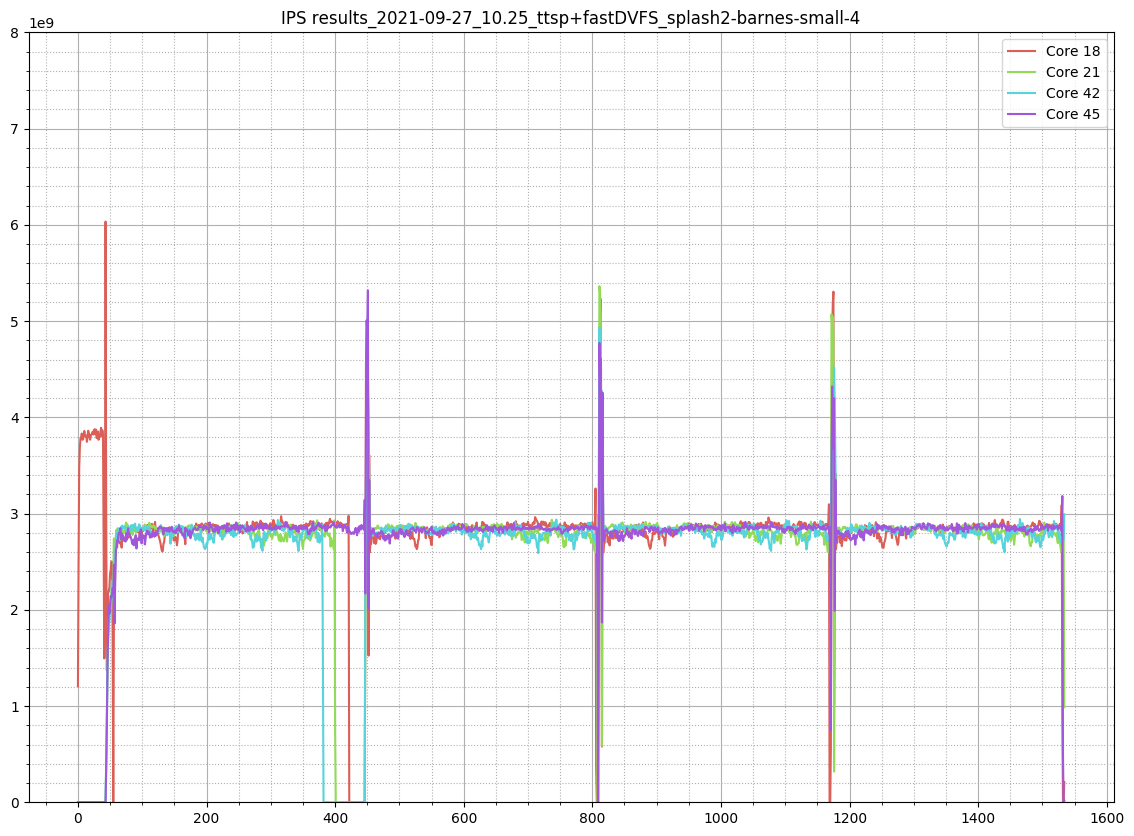 IPS results_2021-09-27_10.25_ttsp+fastDVFS_splash2-barnes-small-4
1e9
8
7
6
5
4
3
2
1
0
0 200 400 600 800 1000 1200 1400 1600
Core 18
Core 21
Core 42
Core 45